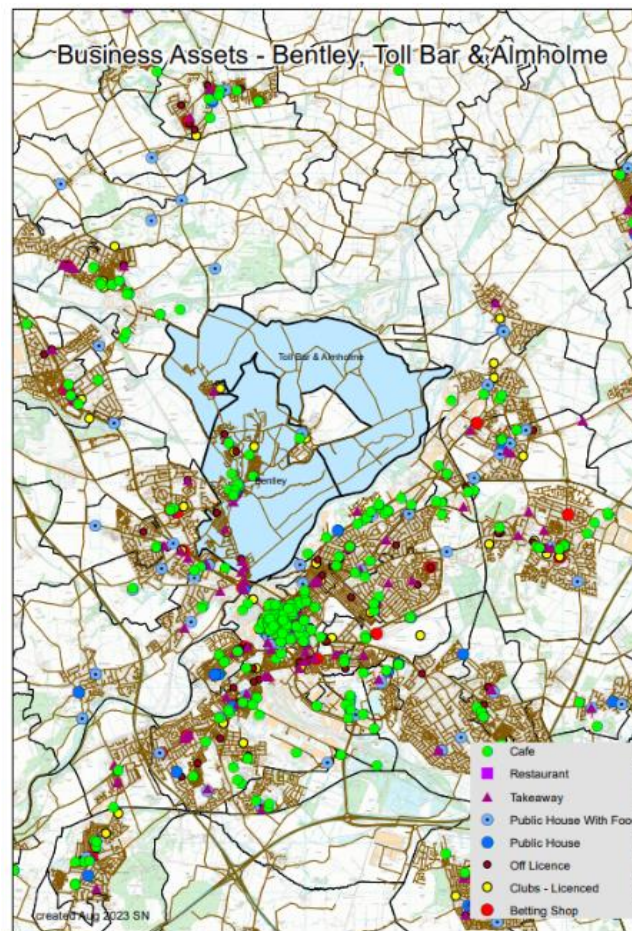 Business Assets - Bentley, Toll Bar & Almholme
Toll Bar & Almholme
Bentley
Cafe
Restaurant
Takeaway
Public House With Foo
Public House
Off Licence
Clubs - Licenced
Betting Shop
created Aug 2023 SN